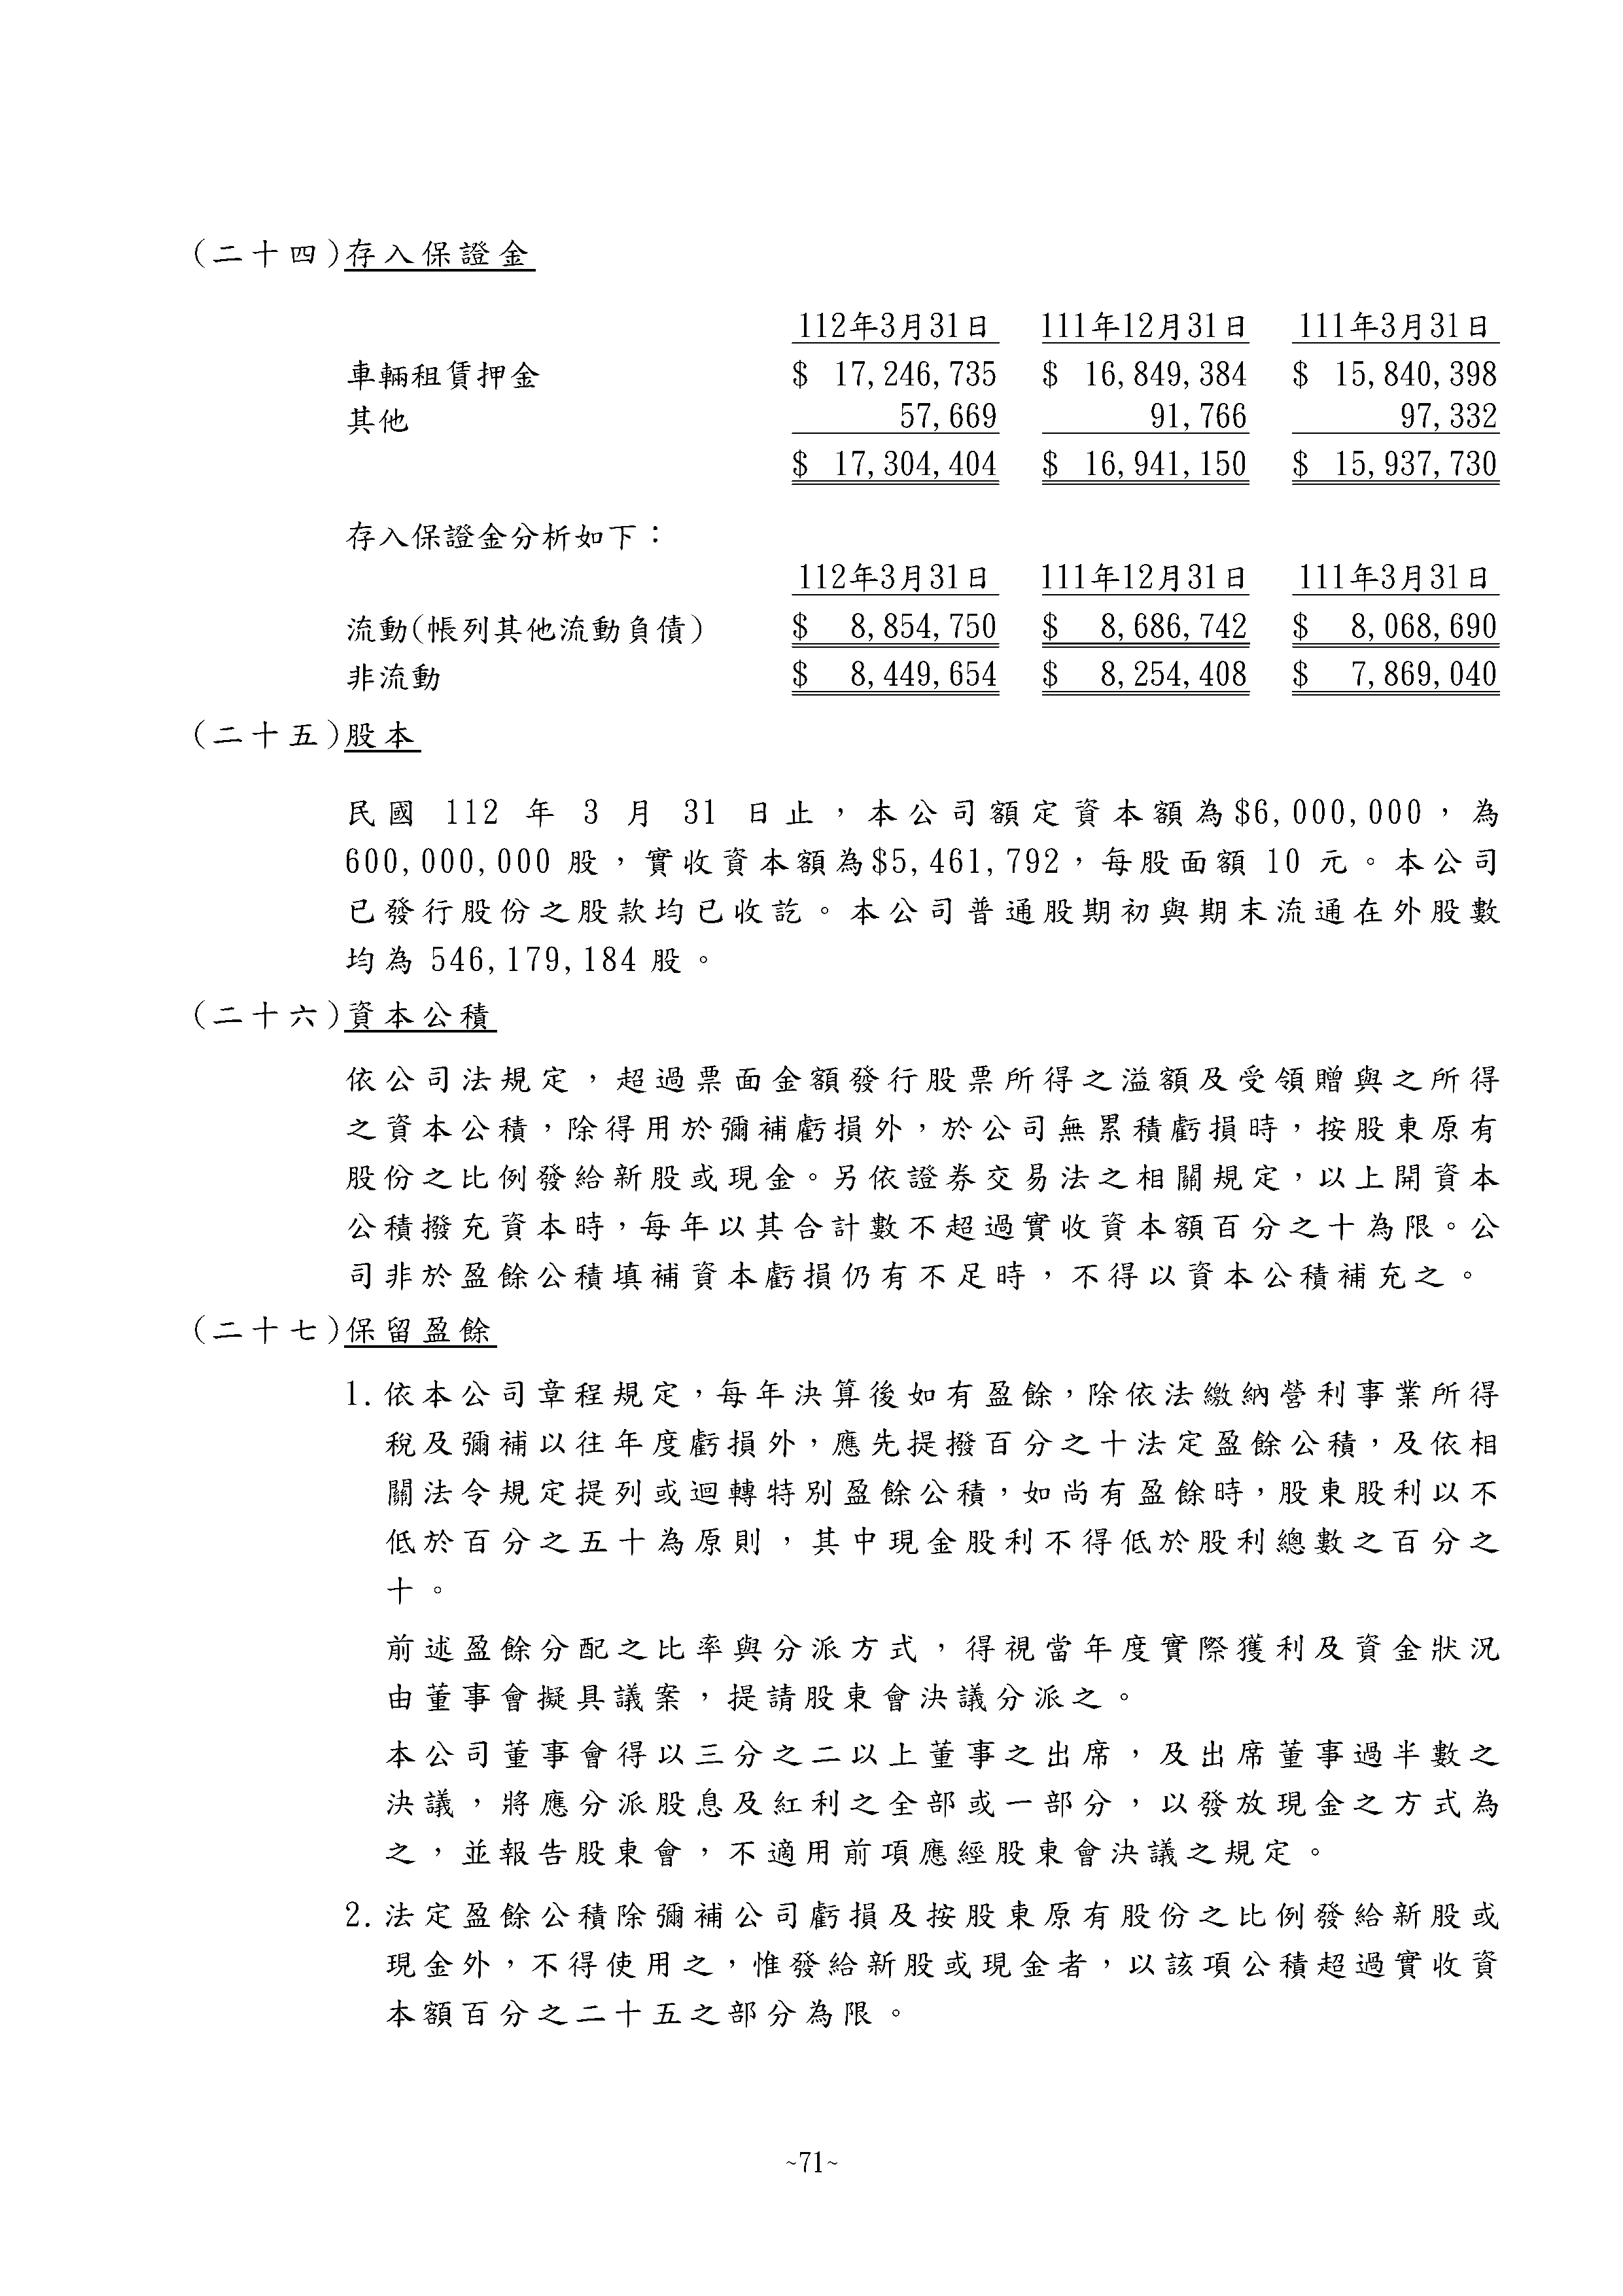 (二十四)存入保證金
112年3月31日 111年12月31日 111年3月31日
車輛租賃押金 $ 17,246,735 $ 16,849,384 $ 15,840,398
其他 57,669 91,766 97,332
$ 17,304,404 $ 16,941,150 $ 15,937,730
存入保證金分析如下：
112年3月31日 111年12月31日 111年3月31日
流動(帳列其他流動負債) $ 8,854,750 $ 8,686,742 $ 8,068,690
非流動 $ 8,449,654 $ 8,254,408 $ 7,869,040
(二十五)股本
民國 112 年 3 月 31 日止，本公司額定資本額為$6,000,000，為
600,000,000 股，實收資本額為$5,461,792，每股面額 10 元。本公司
已發行股份之股款均已收訖。本公司普通股期初與期末流通在外股數
均為 546,179,184 股。
(二十六)資本公積
依公司法規定，超過票面金額發行股票所得之溢額及受領贈與之所得
之資本公積，除得用於彌補虧損外，於公司無累積虧損時，按股東原有
股份之比例發給新股或現金。另依證券交易法之相關規定，以上開資本
公積撥充資本時，每年以其合計數不超過實收資本額百分之十為限。公
司非於盈餘公積填補資本虧損仍有不足時，不得以資本公積補充之。
(二十七)保留盈餘
1.依本公司章程規定，每年決算後如有盈餘，除依法繳納營利事業所得
稅及彌補以往年度虧損外，應先提撥百分之十法定盈餘公積，及依相
關法令規定提列或迴轉特別盈餘公積，如尚有盈餘時，股東股利以不
低於百分之五十為原則，其中現金股利不得低於股利總數之百分之
十。
前述盈餘分配之比率與分派方式，得視當年度實際獲利及資金狀況
由董事會擬具議案，提請股東會決議分派之。
本公司董事會得以三分之二以上董事之出席，及出席董事過半數之
決議，將應分派股息及紅利之全部或一部分，以發放現金之方式為
之，並報告股東會，不適用前項應經股東會決議之規定。
2.法定盈餘公積除彌補公司虧損及按股東原有股份之比例發給新股或
現金外，不得使用之，惟發給新股或現金者，以該項公積超過實收資
本額百分之二十五之部分為限。
~71~